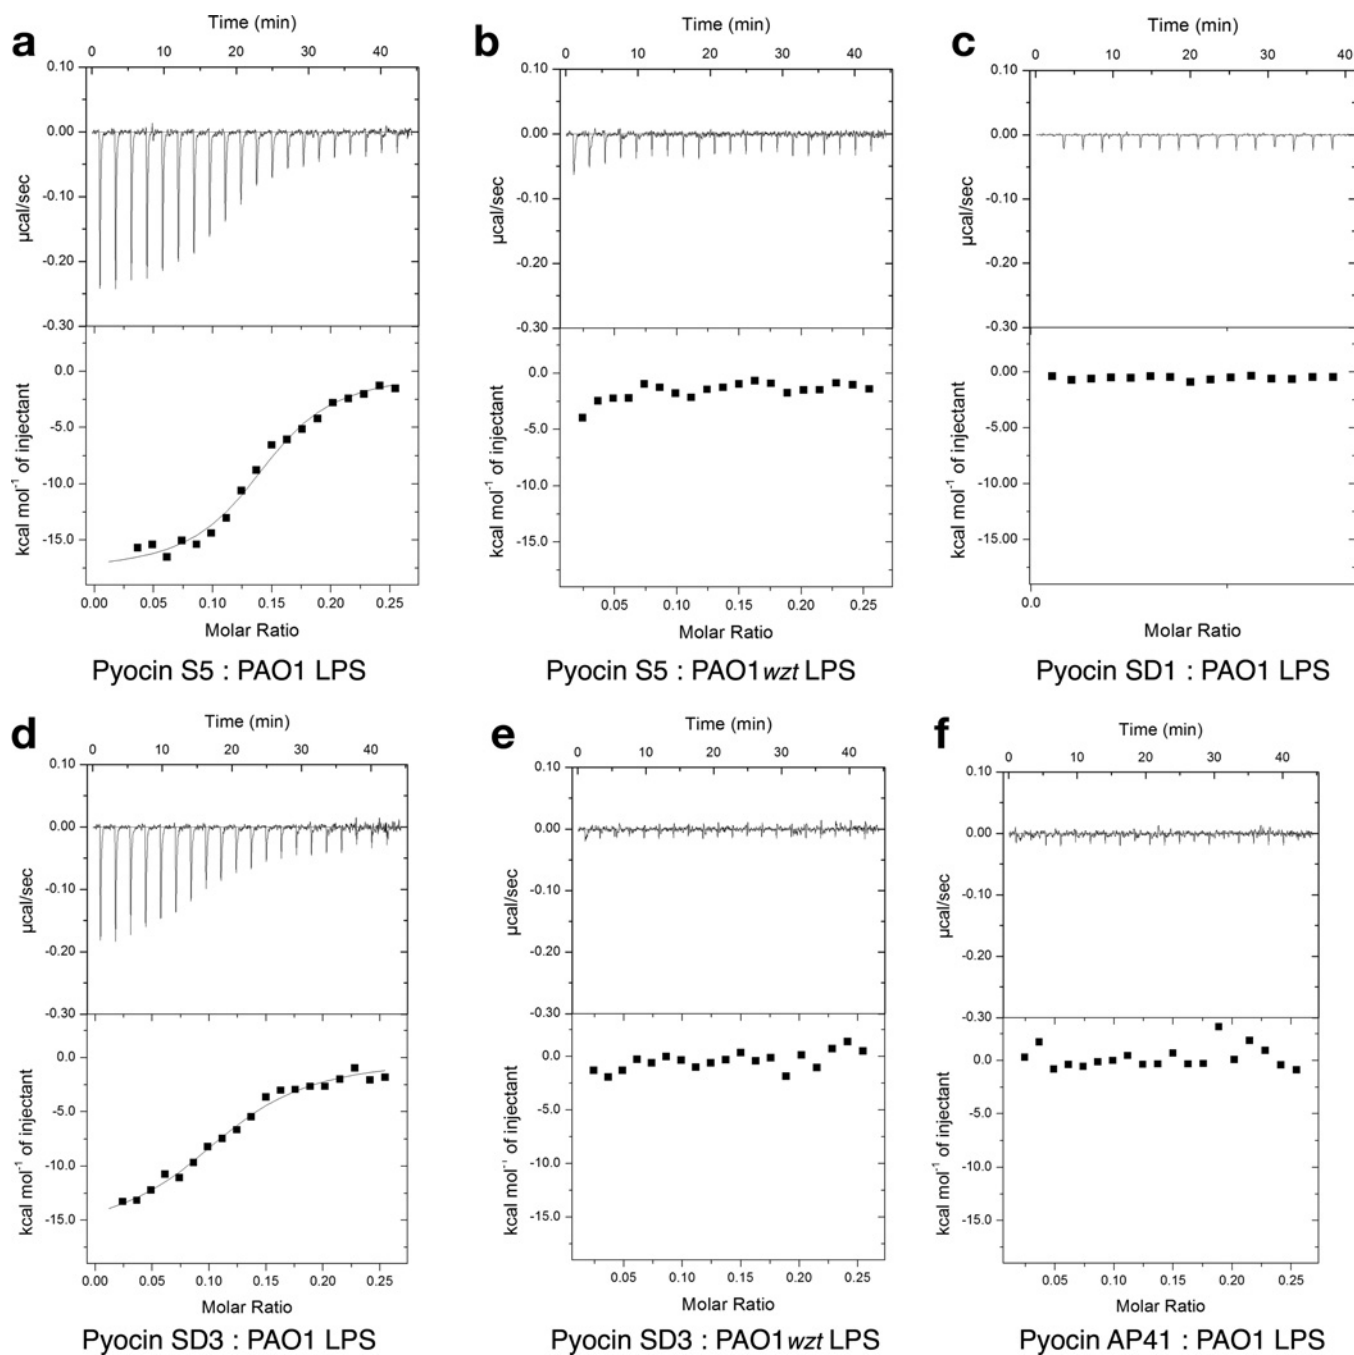 a
Time (min)
0 10 20 30 40
0.10
0.00
-0.10
-0.20
-0.30
µcal/sec
0.0
-5.0
-10.0
-15.0
kcal mol⁻¹ of injectant
0.00 0.05 0.10 0.15 0.20 0.25
Molar Ratio
Pyocin S5 : PAO1 LPS
b
Time (min)
0 10 20 30 40
0.10
0.00
-0.10
-0.20
-0.30
µcal/sec
0.0
-5.0
-10.00
-15.00
kcal mol⁻¹ of injectant
0.05 0.10 0.15 0.20 0.25
Molar Ratio
Pyocin S5 : PAO1wzt LPS
c
Time (min)
0 10 20 30 40
0.10
0.00
-0.10
-0.20
-0.30
µcal/sec
0.0
-5.0
-10.00
-15.00
kcal mol⁻¹ of injectant
0.0
Molar Ratio
Pyocin SD1 : PAO1 LPS
d
Time (min)
0 10 20 30 40
0.10
0.00
-0.10
-0.20
-0.30
µcal/sec
0.0
-5.0
-10.0
-15.0
kcal mol⁻¹ of injectant
0.00 0.05 0.10 0.15 0.20 0.25
Molar Ratio
Pyocin SD3 : PAO1 LPS
e
Time (min)
0 10 20 30 40
0.10
0.00
-0.10
-0.20
-0.30
µcal/sec
0.0
-5.0
-10.0
-15.0
kcal mol⁻¹ of injectant
0.05 0.10 0.15 0.20 0.25
Molar Ratio
Pyocin SD3 : PAO1wzt LPS
f
Time (min)
0 10 20 30 40
0.10
0.00
-0.10
-0.20
-0.30
µcal/sec
0.0
-5.0
-10.0
-15.0
kcal mol⁻¹ of injectant
0.05 0.10 0.15 0.20 0.25
Molar Ratio
Pyocin AP41 : PAO1 LPS